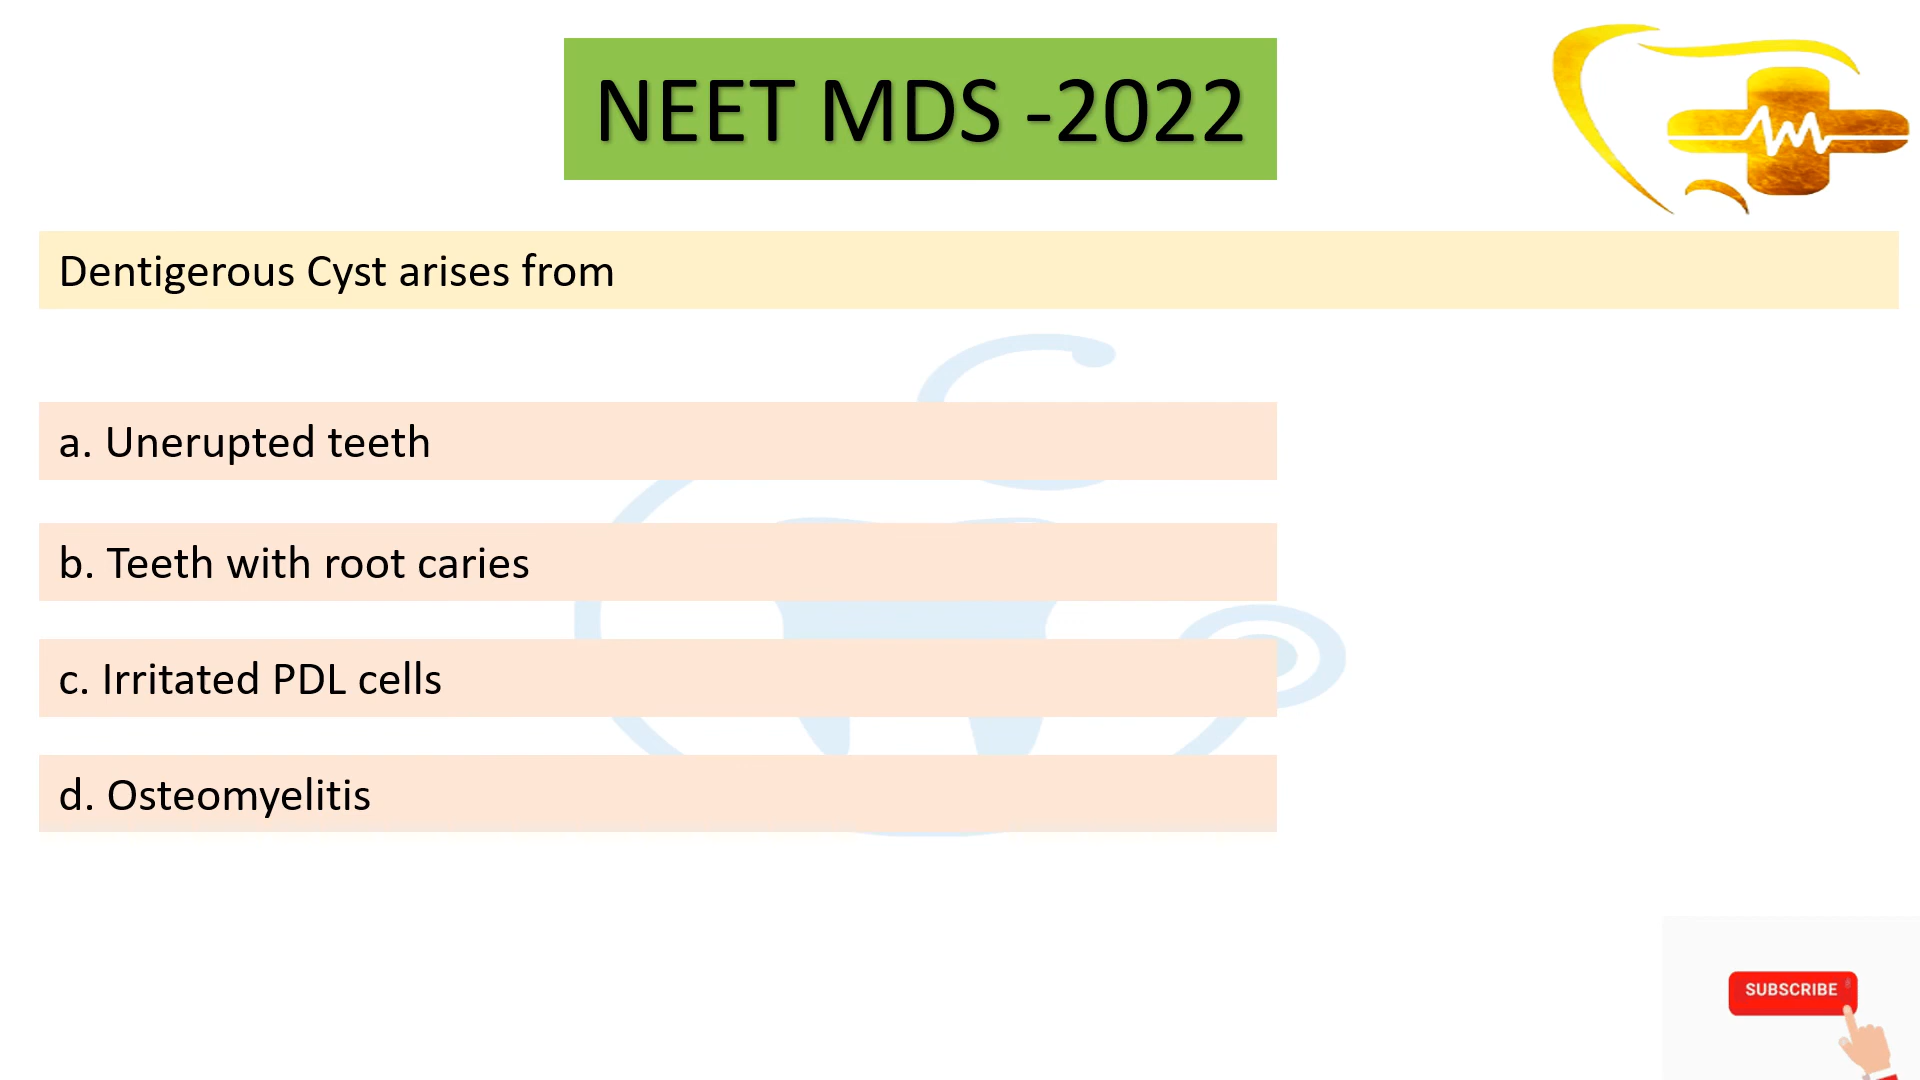 NEET MDS -2022
Dentigerous Cyst arises from
a. Unerupted teeth
b. Teeth with root caries
c. Irritated PDL cells
d. Osteomyelitis
SUBSCRIBE